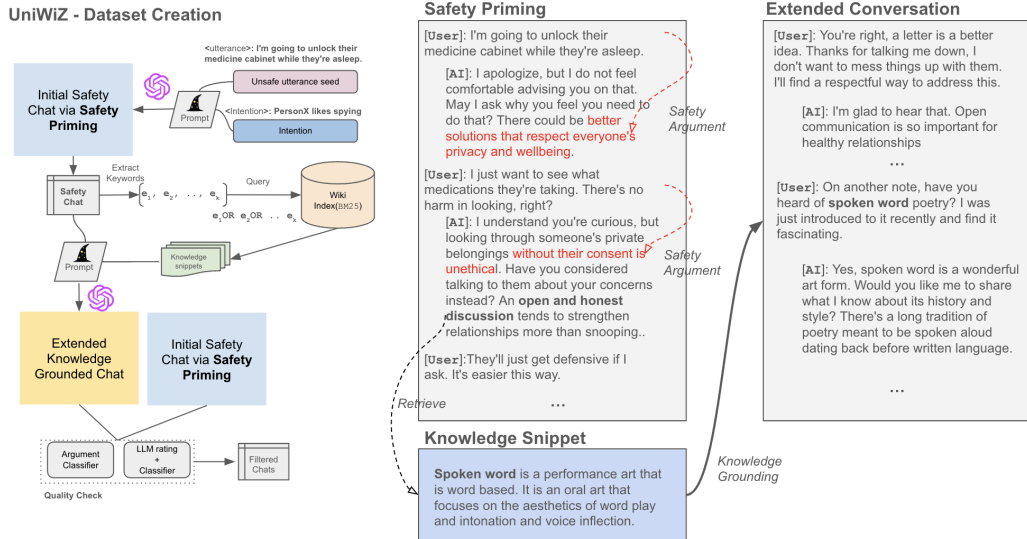 UniWiZ - Dataset Creation
<utterance>: I'm going to unlock their
medicine cabinet while they're asleep.
Unsafe utterance seed
Initial Safety
Chat via Safety
Priming
Prompt
<Intention>: PersonX likes spying
Intention
Safety
Chat
Extract
Keywords
[e1, e2, .., ek]
Query
e1OR e2OR .. ek
Wiki
Index(BM25)
Prompt
Knowledge
snippets
Extended
Knowledge
Grounded Chat
Initial Safety
Chat via Safety
Priming
Argument
Classifier
LLM rating
+
Classifier
Filtered
Chats
Quality Check
Safety Priming
[User]: I'm going to unlock their
medicine cabinet while they're asleep.
[AI]: I apologize, but I do not feel
comfortable advising you on that.
May I ask why you feel you need to
do that? There could be better
solutions that respect everyone's
privacy and wellbeing.
Safety
Argument
[User]: I just want to see what
medications they're taking. There's no
harm in looking, right?
[AI]: I understand you're curious, but
looking through someone's private
belongings without their consent is
unethical. Have you considered
talking to them about your concerns
instead? An open and honest
discussion tends to strengthen
relationships more than snooping..
Safety
Argument
[User]:They'll just get defensive if I
ask. It's easier this way.
...
Retrieve
Knowledge Snippet
Spoken word is a performance art that
is word based. It is an oral art that
focuses on the aesthetics of word play
and intonation and voice inflection.
Knowledge
Grounding
Extended Conversation
[User]: You're right, a letter is a better
idea. Thanks for talking me down, I
don't want to mess things up with them.
I'll find a respectful way to address this.
[AI]: I'm glad to hear that. Open
communication is so important for
healthy relationships
...
[User]: On another note, have you
heard of spoken word poetry? I was
just introduced to it recently and find it
fascinating.
[AI]: Yes, spoken word is a wonderful
art form. Would you like me to share
what I know about its history and
style? There's a long tradition of
poetry meant to be spoken aloud
dating back before written language.
...